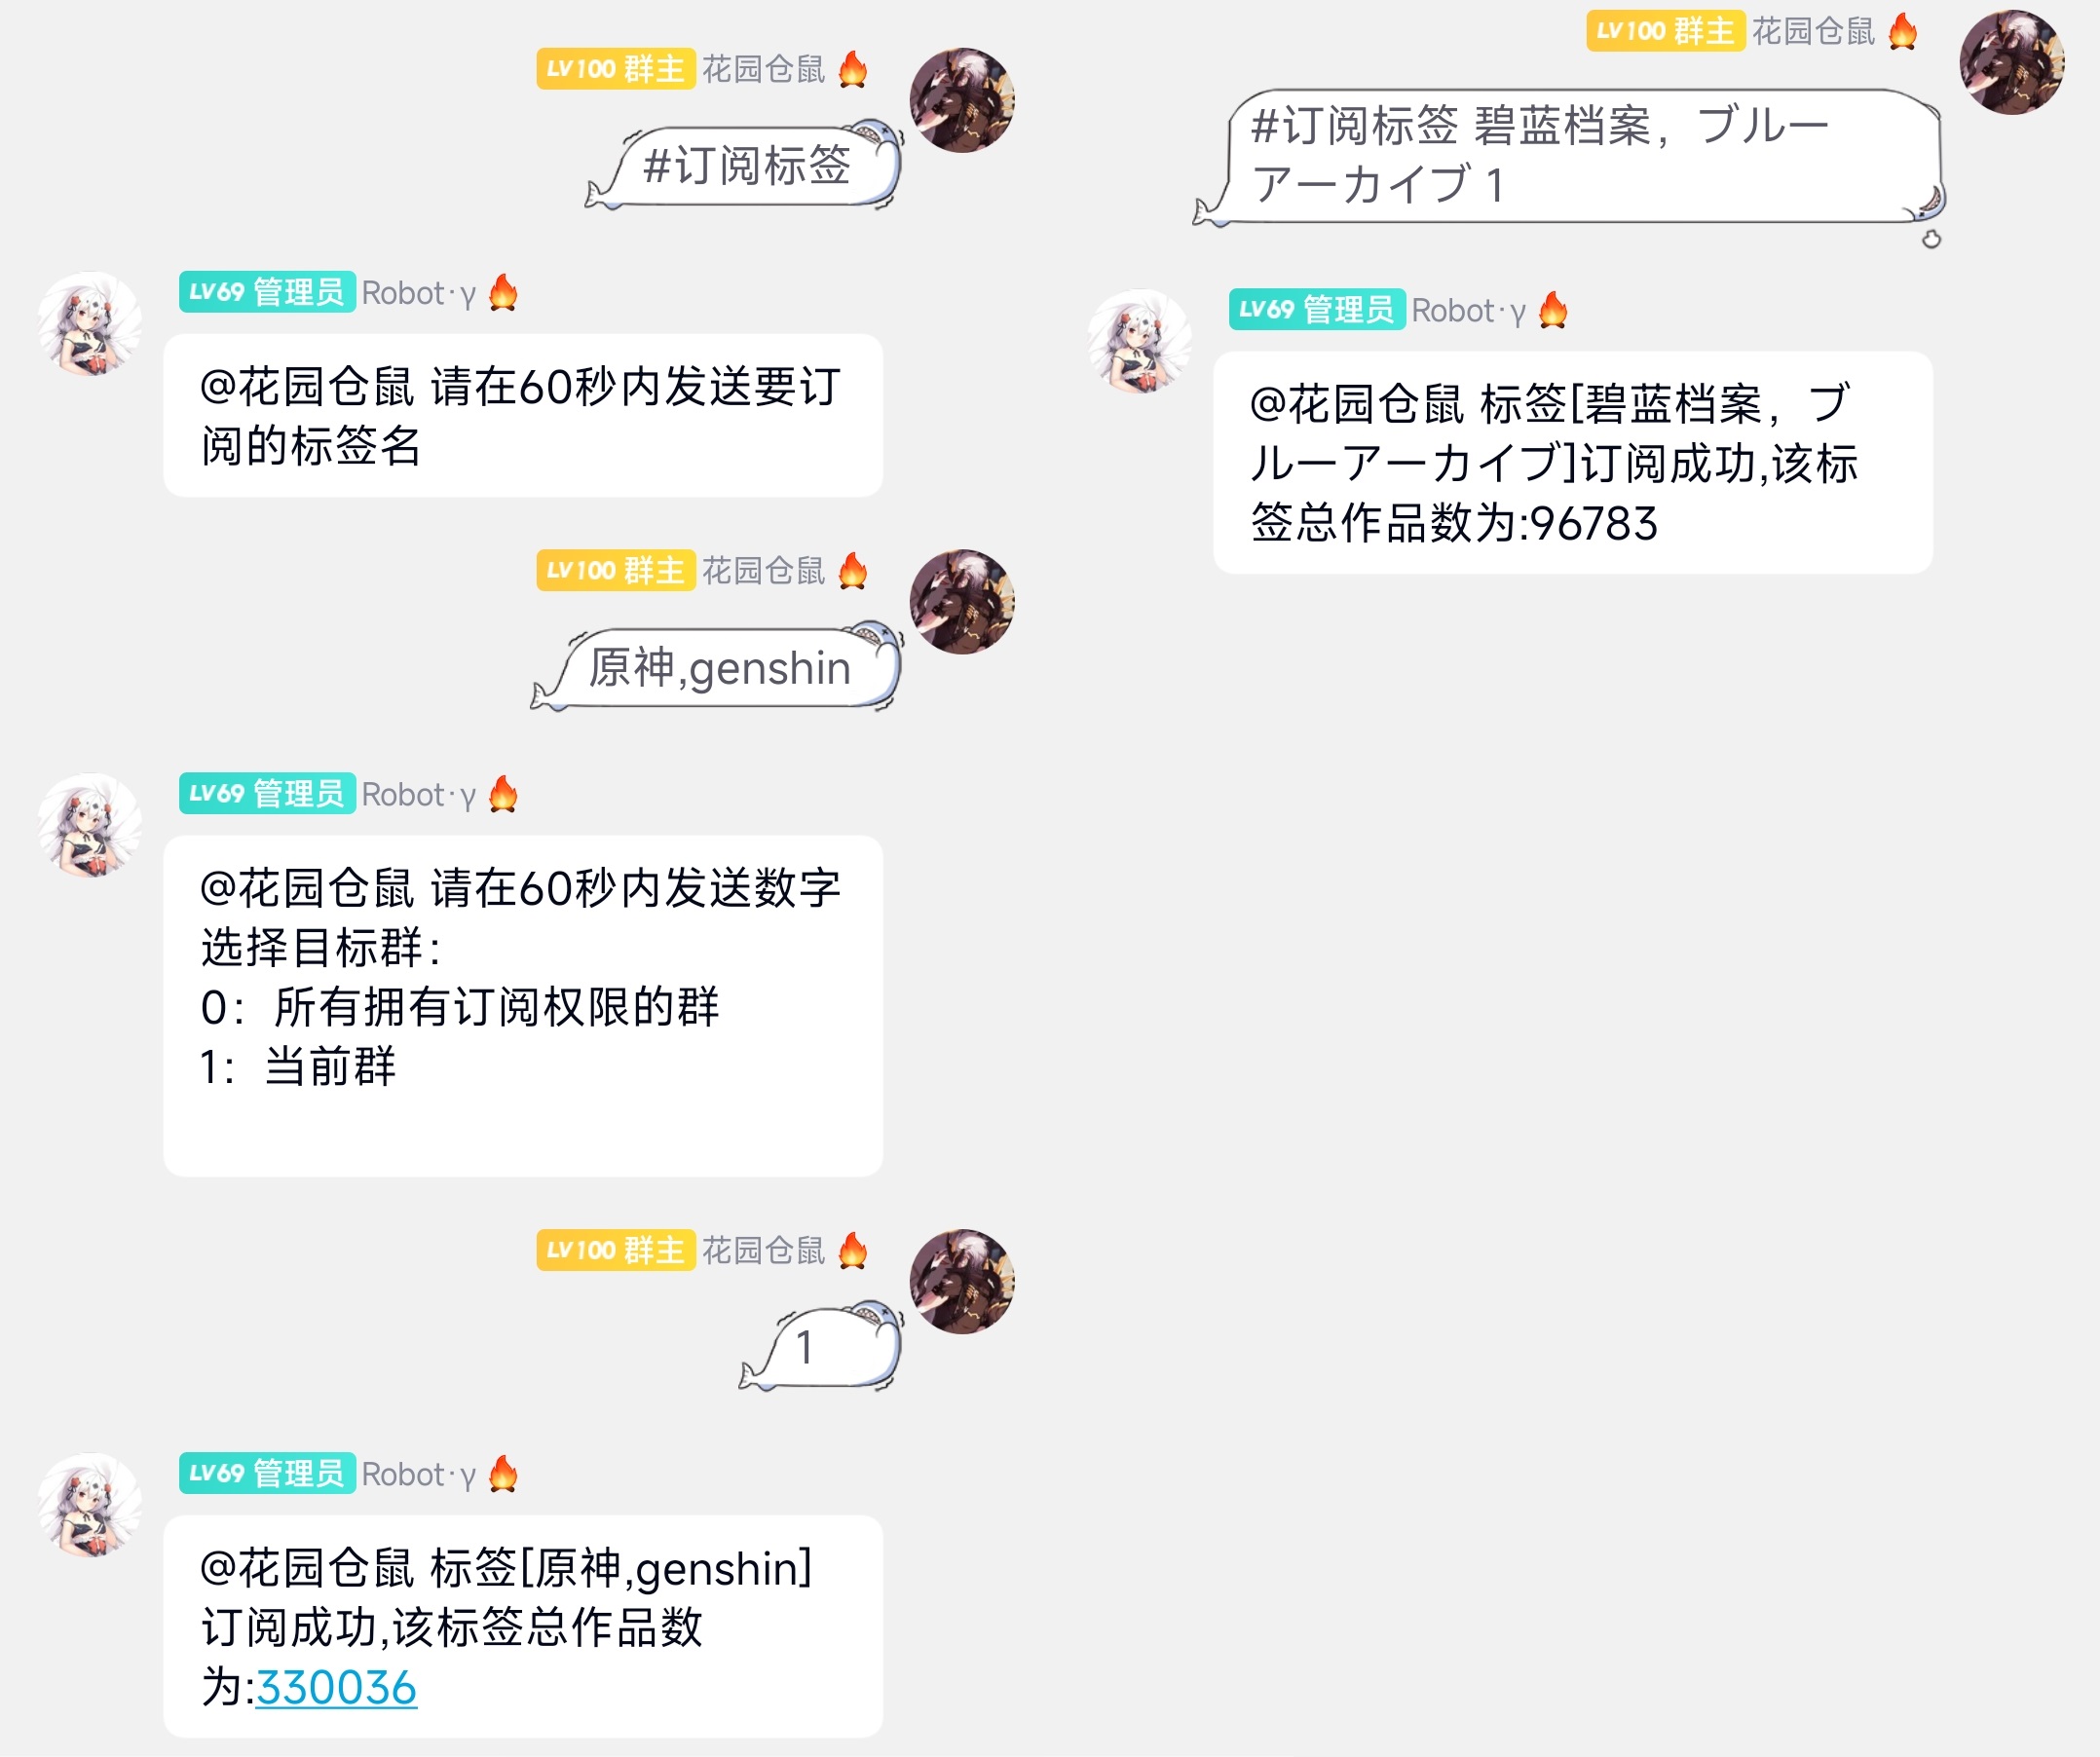 LV100 群主 花园仓鼠
#订阅标签
LV69 管理员 Robot·γ
@花园仓鼠 请在60秒内发送要订
阅的标签名
LV100 群主 花园仓鼠
原神,genshin
LV69 管理员 Robot·γ
@花园仓鼠 请在60秒内发送数字
选择目标群：
0：所有拥有订阅权限的群
1：当前群
LV100 群主 花园仓鼠
1
LV69 管理员 Robot·γ
@花园仓鼠 标签[原神,genshin]
订阅成功,该标签总作品数
为:330036
LV100 群主 花园仓鼠
#订阅标签 碧蓝档案，ブルー
アーカイブ 1
LV69 管理员 Robot·γ
@花园仓鼠 标签[碧蓝档案，ブ
ルーアーカイブ]订阅成功,该标
签总作品数为:96783